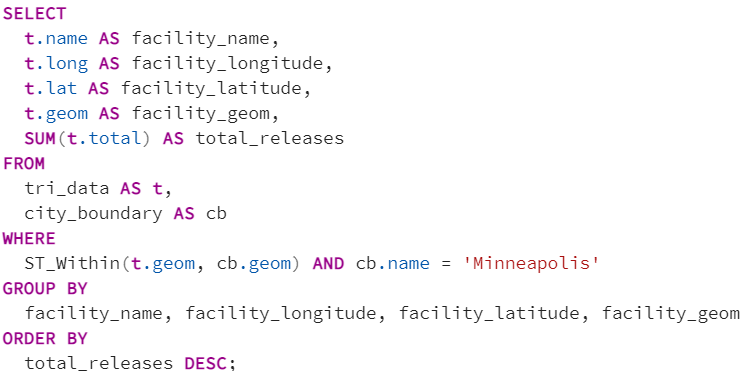 SELECT
t.name AS facility_name,
t.long AS facility_longitude,
t.lat AS facility_latitude,
t.geom AS facility_geom,
SUM(t.total) AS total_releases
FROM
tri_data AS t,
city_boundary AS cb
WHERE
ST_Within(t.geom, cb.geom) AND cb.name = 'Minneapolis'
GROUP BY
facility_name, facility_longitude, facility_latitude, facility_geom
ORDER BY
total_releases DESC;